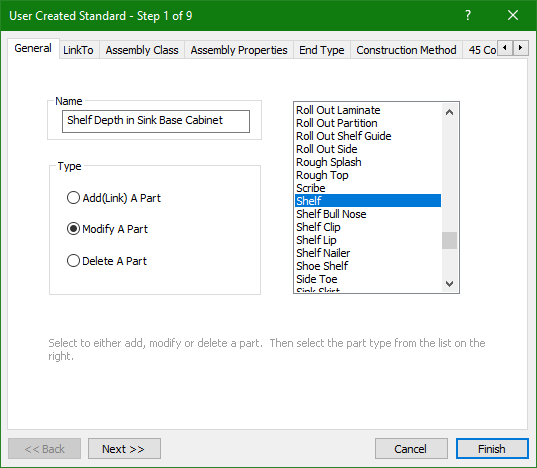 User Created Standard - Step 1 of 9
General LinkTo Assembly Class Assembly Properties End Type Construction Method 45 Co
Name
Shelf Depth in Sink Base Cabinet
Type
Add(Link) A Part
Modify A Part
Delete A Part
Roll Out Laminate
Roll Out Partition
Roll Out Shelf Guide
Roll Out Side
Rough Splash
Rough Top
Scribe
Shelf
Shelf Bull Nose
Shelf Clip
Shelf Lip
Shelf Nailer
Shoe Shelf
Side Toe
Sink Skirt
Select to either add, modify or delete a part. Then select the part type from the list on the
right.
<< Back Next >> Cancel Finish